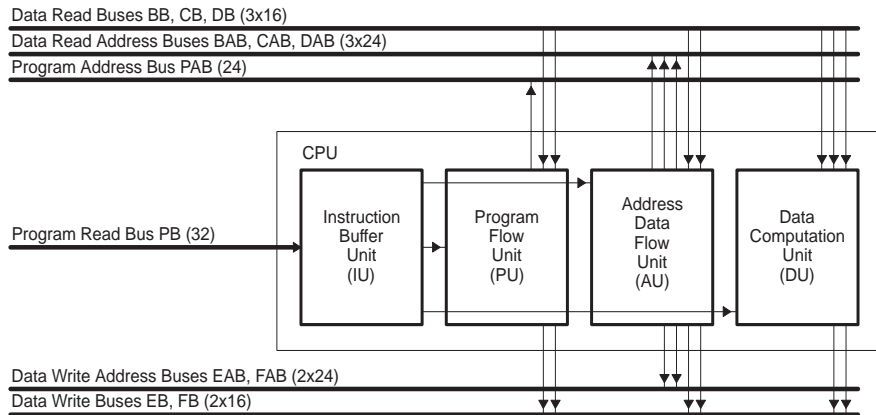 Data Read Buses BB, CB, DB (3x16)
Data Read Address Buses BAB, CAB, DAB (3x24)
Program Address Bus PAB (24)
CPU
Program Read Bus PB (32)
Instruction
Buffer
Unit
(IU)
Program
Flow
Unit
(PU)
Address
Data
Flow
Unit
(AU)
Data
Computation
Unit
(DU)
Data Write Address Buses EAB, FAB (2x24)
Data Write Buses EB, FB (2x16)